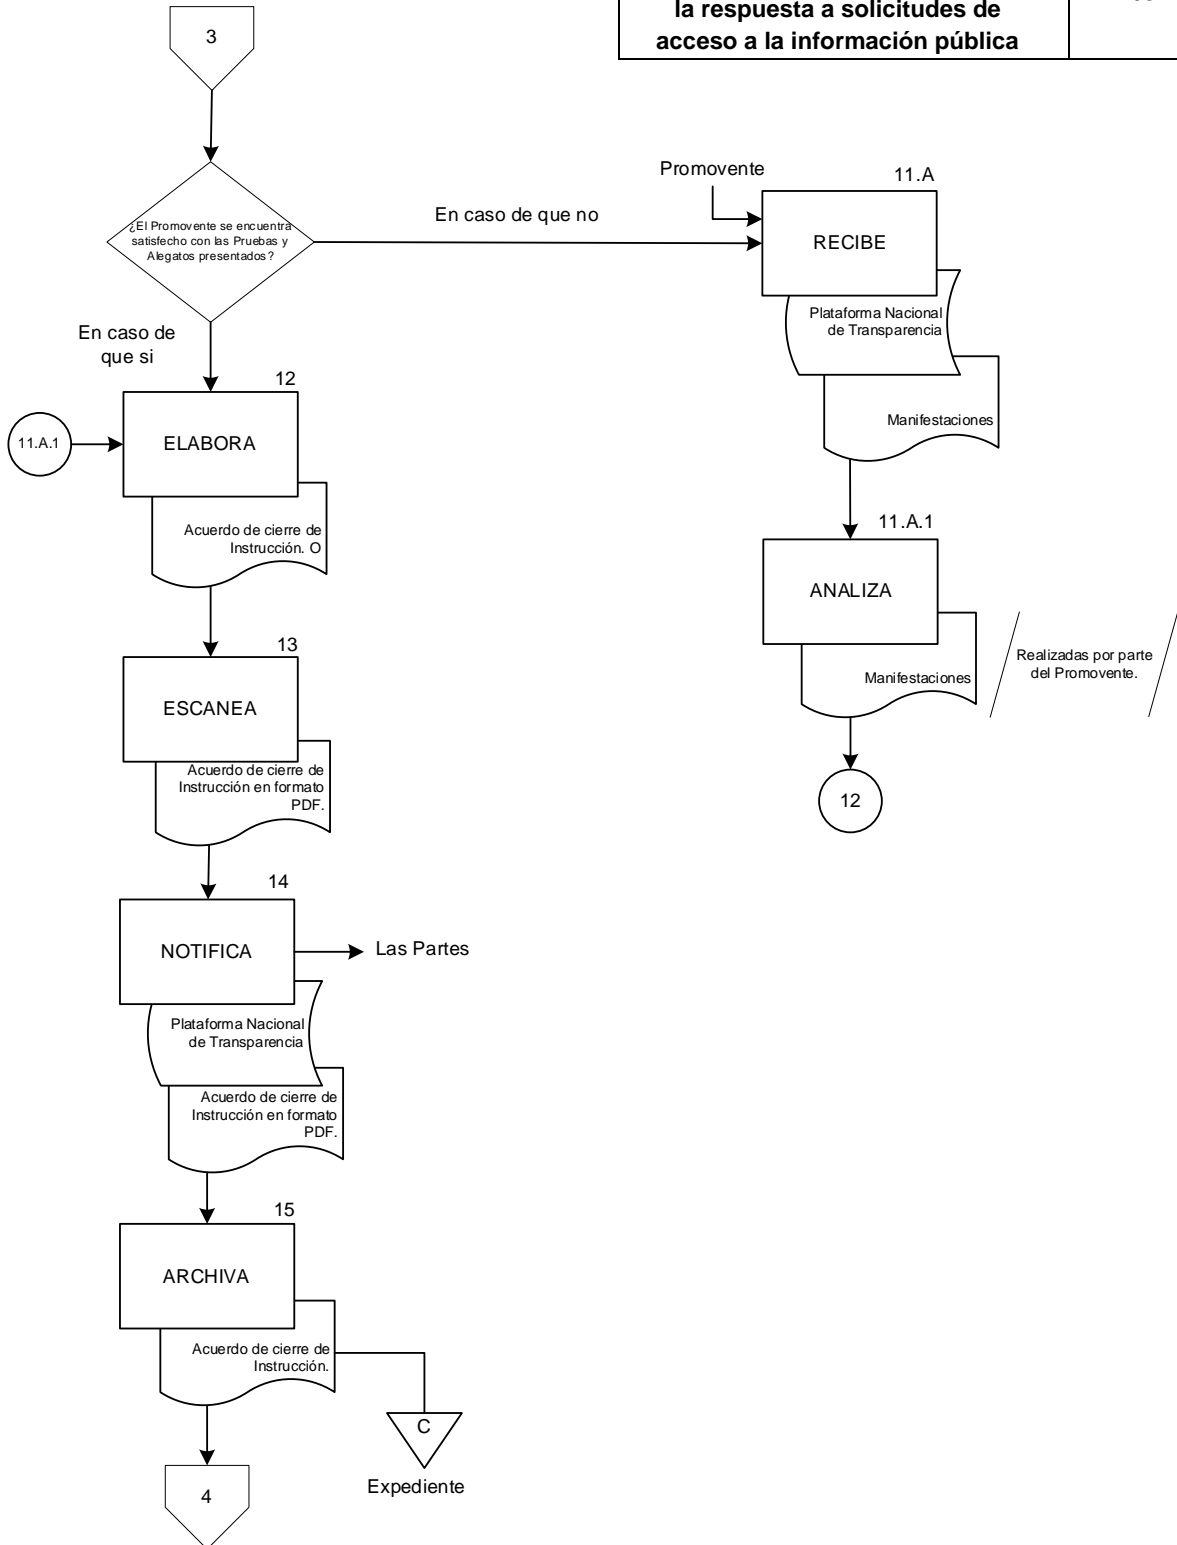 la respuesta a solicitudes de
acceso a la información pública
3
¿El Promovente se encuentra
satisfecho con las Pruebas y
Alegatos presentados?
En caso de que no
Promovente
11.A
RECIBE
Plataforma Nacional
de Transparencia
Manifestaciones
11.A.1
ANALIZA
Manifestaciones
Realizadas por parte
del Promovente.
12
En caso de
que si
12
11.A.1
ELABORA
Acuerdo de cierre de
Instrucción. O
13
ESCANEA
Acuerdo de cierre de
Instrucción en formato
PDF.
14
NOTIFICA
Las Partes
Plataforma Nacional
de Transparencia
Acuerdo de cierre de
Instrucción en formato
PDF.
15
ARCHIVA
Acuerdo de cierre de
Instrucción.
C
Expediente
4